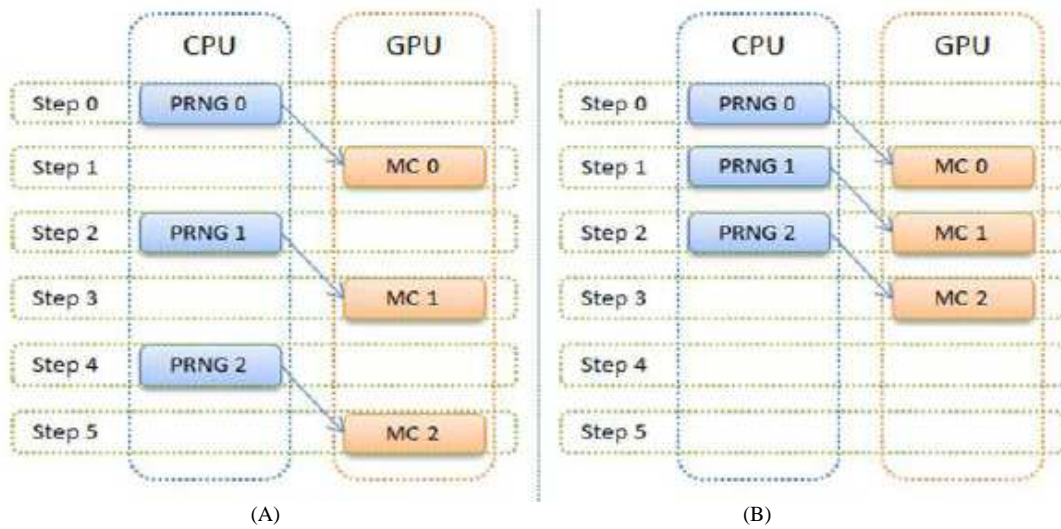 CPU
GPU
Step 0
PRNG 0
Step 1
MC 0
Step 2
PRNG 1
Step 3
MC 1
Step 4
PRNG 2
Step 5
MC 2
(A)
CPU
GPU
Step 0
PRNG 0
Step 1
PRNG 1
MC 0
Step 2
PRNG 2
MC 1
Step 3
MC 2
Step 4
Step 5
(B)